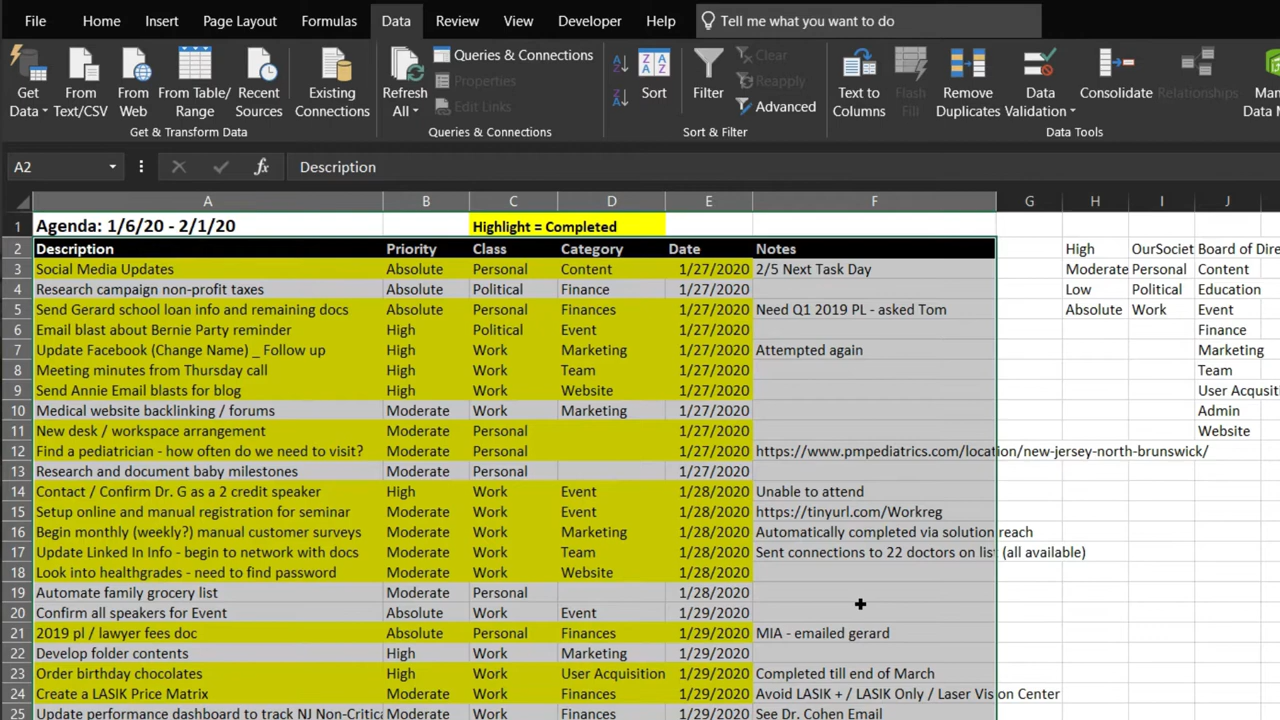 File Home Insert Page Layout Formulas Data Review View Developer Help Tell me what you want to do
Get Data From Text/CSV From Web From Table/ Range Recent Sources Existing Connections Refresh All Queries & Connections Properties Edit Links Sort Filter Clear Reapply Advanced Text to Columns Flash Fill Remove Duplicates Data Validation Consolidate Relationships
Get & Transform Data Queries & Connections Sort & Filter Data Tools
A2 fx Description
A B C D E F G H I J
1 Agenda: 1/6/20 - 2/1/20 Highlight = Completed
2 Description Priority Class Category Date Notes High OurSociet Board of Dire
3 Social Media Updates Absolute Personal Content 1/27/2020 2/5 Next Task Day Moderate Personal Content
4 Research campaign non-profit taxes Absolute Political Finance 1/27/2020 Low Political Education
5 Send Gerard school loan info and remaining docs Absolute Personal Finances 1/27/2020 Need Q1 2019 PL - asked Tom Absolute Work Event
6 Email blast about Bernie Party reminder High Political Event 1/27/2020 Finance
7 Update Facebook (Change Name) _ Follow up High Work Marketing 1/27/2020 Attempted again Marketing
8 Meeting minutes from Thursday call High Work Team 1/27/2020 Team
9 Send Annie Email blasts for blog High Work Website 1/27/2020 User Acqusiti
10 Medical website backlinking / forums Moderate Work Marketing 1/27/2020 Admin
11 New desk / workspace arrangement Moderate Personal 1/27/2020 Website
12 Find a pediatrician - how often do we need to visit? Moderate Personal 1/27/2020 https://www.pmpediatrics.com/location/new-jersey-north-brunswick/
13 Research and document baby milestones Moderate Personal 1/27/2020
14 Contact / Confirm Dr. G as a 2 credit speaker High Work Event 1/28/2020 Unable to attend
15 Setup online and manual registration for seminar Moderate Work Event 1/28/2020 https://tinyurl.com/Workreg
16 Begin monthly (weekly?) manual customer surveys Moderate Work Marketing 1/28/2020 Automatically completed via solution reach
17 Update Linked In Info - begin to network with docs Moderate Work Team 1/28/2020 Sent connections to 22 doctors on list (all available)
18 Look into healthgrades - need to find password Moderate Work Website 1/28/2020
19 Automate family grocery list Moderate Personal 1/28/2020
20 Confirm all speakers for Event Absolute Work Event 1/29/2020
21 2019 pl / lawyer fees doc Absolute Personal Finances 1/29/2020 MIA - emailed gerard
22 Develop folder contents High Work Marketing 1/29/2020
23 Order birthday chocolates High Work User Acquisition 1/29/2020 Completed till end of March
24 Create a LASIK Price Matrix Moderate Work Finances 1/29/2020 Avoid LASIK + / LASIK Only / Laser Vision Center
25 Update performance dashboard to track NJ Non-Critica Moderate Work Finances 1/29/2020 See Dr. Cohen Email